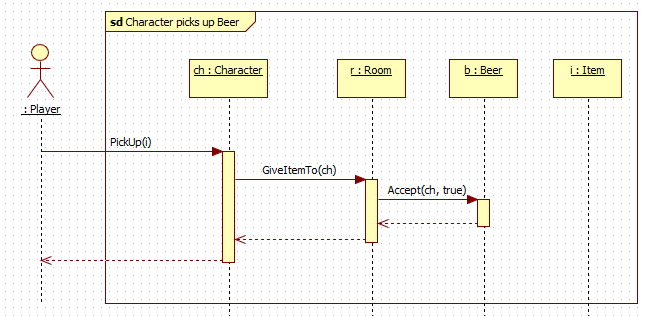 sd Character picks up Beer
: Player
ch : Character
r : Room
b : Beer
i : Item
PickUp(i)
GiveItemTo(ch)
Accept(ch, true)